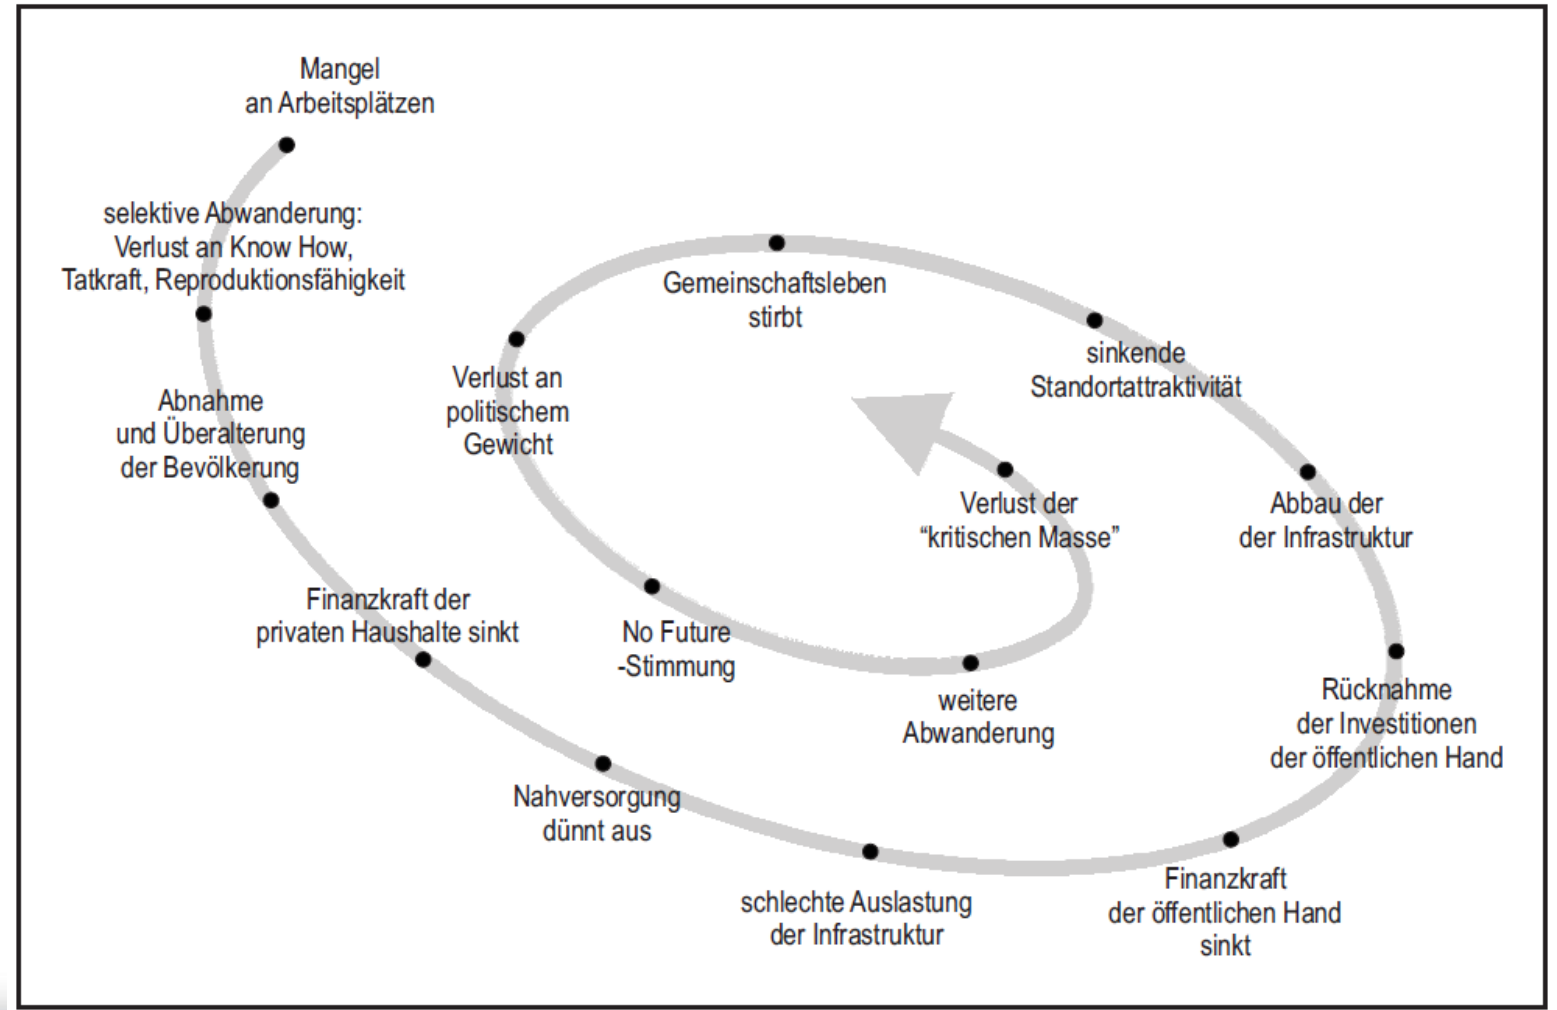 Mangel
an Arbeitsplätzen
selektive Abwanderung:
Verlust an Know How,
Tatkraft, Reproduktionsfähigkeit
Abnahme
und Überalterung
der Bevölkerung
Finanzkraft der
privaten Haushalte sinkt
Nahversorgung
dünnt aus
schlechte Auslastung
der Infrastruktur
Finanzkraft
der öffentlichen Hand
sinkt
Rücknahme
der Investitionen
der öffentlichen Hand
Abbau der
der Infrastruktur
sinkende
Standortattraktivität
Gemeinschaftsleben
stirbt
Verlust an
politischem
Gewicht
No Future
-Stimmung
weitere
Abwanderung
Verlust der
“kritischen Masse”